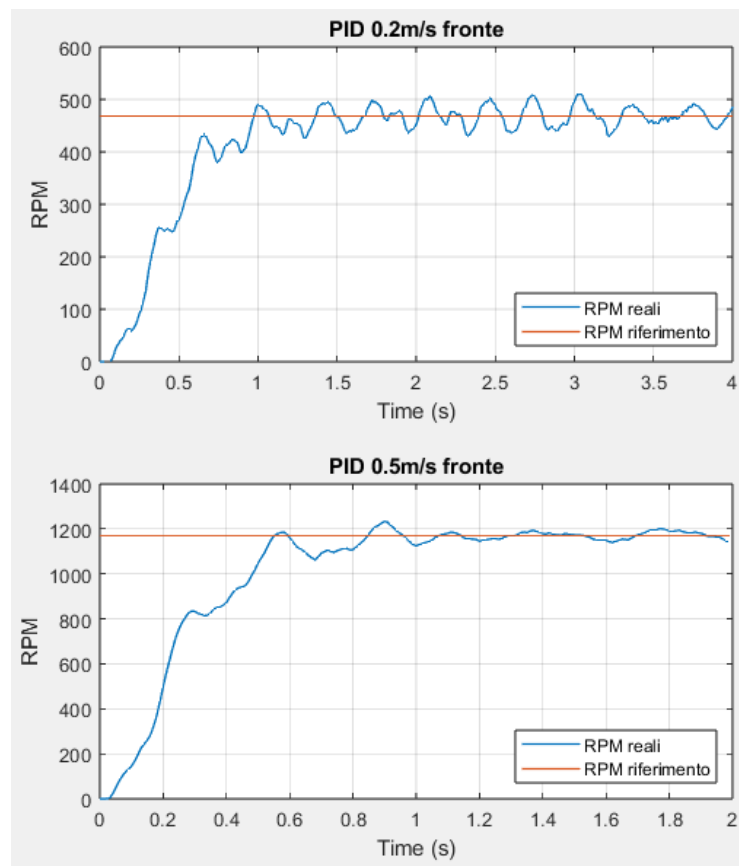 PID 0.2m/s fronte
600
500
400
300
200
100
0
RPM
RPM reali
RPM riferimento
0 0.5 1 1.5 2 2.5 3 3.5 4
Time (s)
PID 0.5m/s fronte
1400
1200
1000
800
600
400
200
0
RPM
RPM reali
RPM riferimento
0 0.2 0.4 0.6 0.8 1 1.2 1.4 1.6 1.8 2
Time (s)